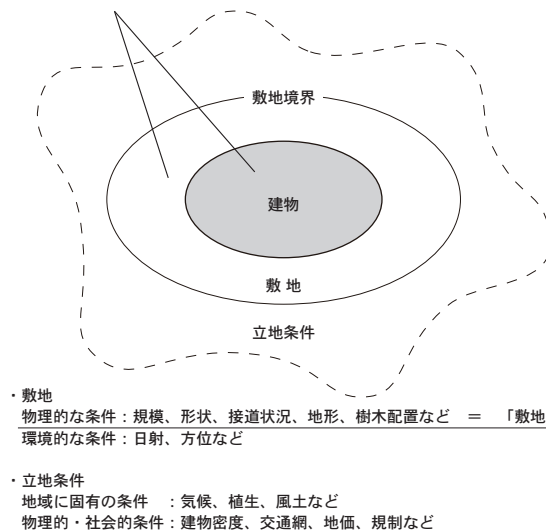 敷地境界
建物
敷 地
立地条件
・敷地
物理的な条件：規模、形状、接道状況、地形、樹木配置など ＝ 「敷地
環境的な条件：日射、方位など
・立地条件
地域に固有の条件 ：気候、植生、風土など
物理的・社会的条件：建物密度、交通網、地価、規制など